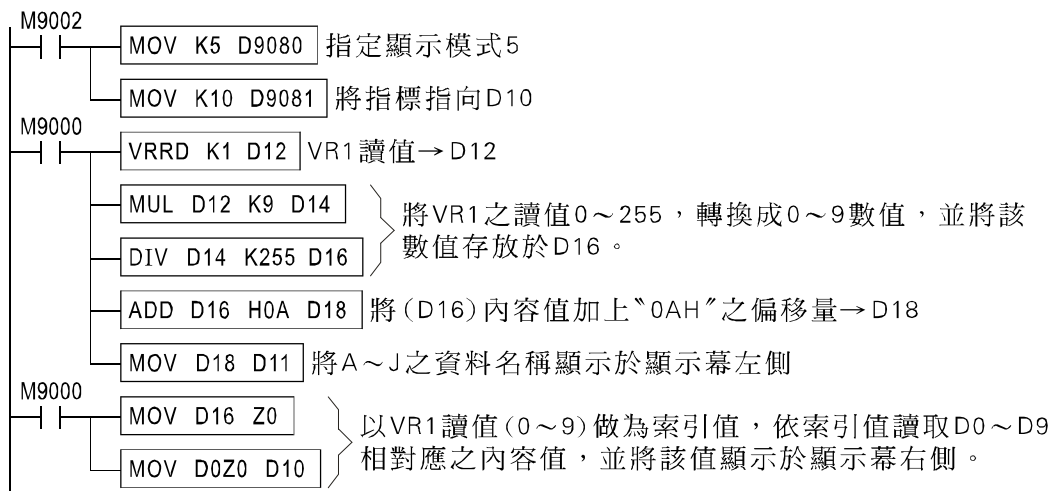 M9002
MOV K5 D9080 指定顯示模式5
MOV K10 D9081 將指標指向D10
M9000
VRRD K1 D12 VR1讀值→D12
MUL D12 K9 D14
DIV D14 K255 D16
將VR1之讀值0～255，轉換成0～9數值，並將該
數值存放於D16。
ADD D16 H0A D18 將(D16)內容值加上〝0AH〞之偏移量→D18
MOV D18 D11 將A～J之資料名稱顯示於顯示幕左側
M9000
MOV D16 Z0
MOV D0Z0 D10
以VR1讀值(0～9)做為索引值，依索引值讀取D0～D9
相對應之內容值，並將該值顯示於顯示幕右側。